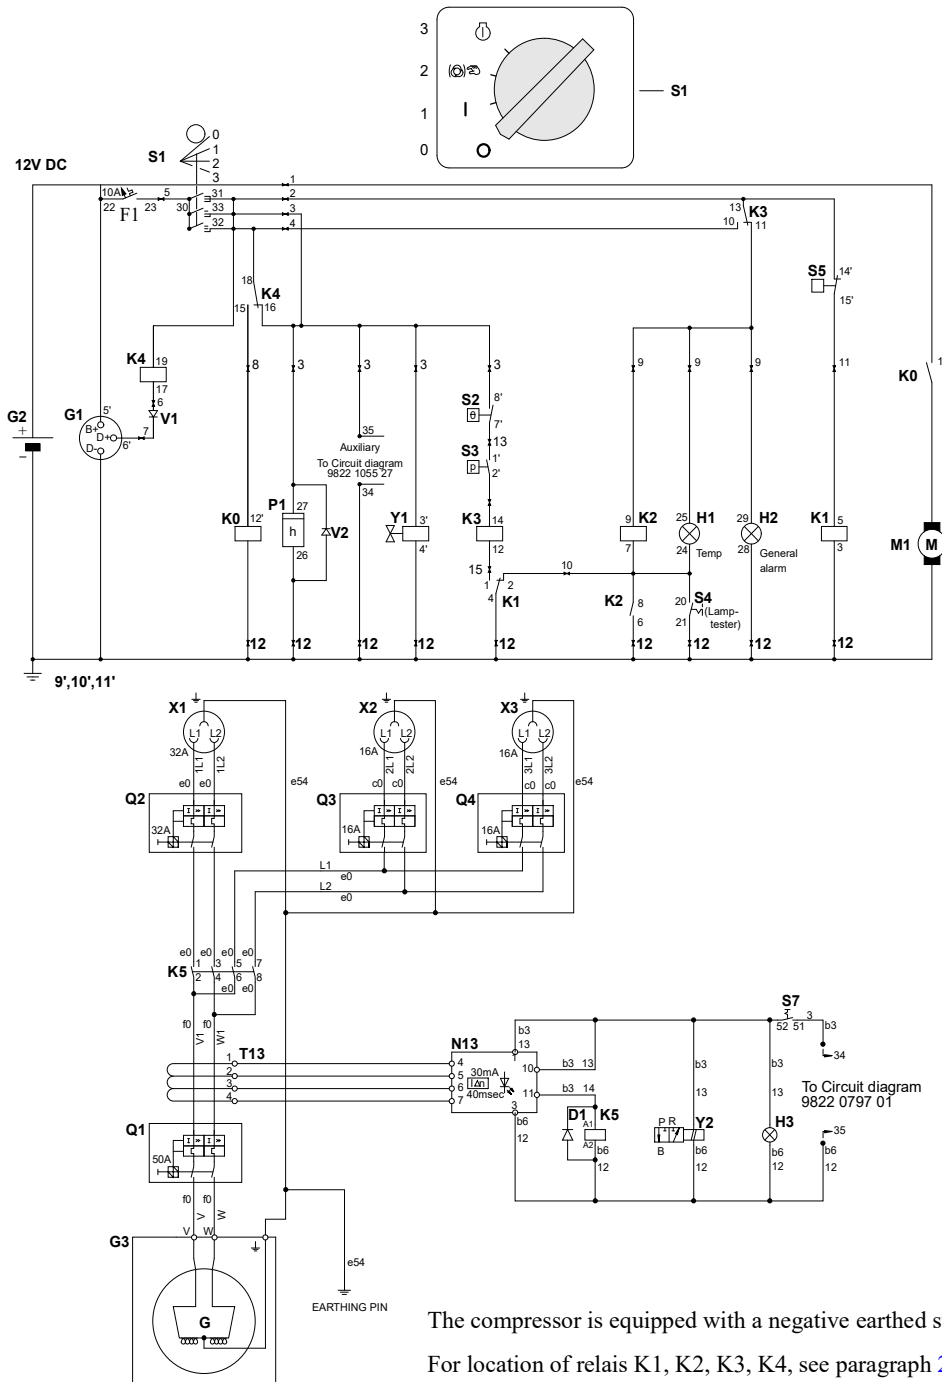 3
2
1
0
S1
S1
0
1
2
3
12V DC
1
10A
5
31
2
22
F1
23
30
33
3
32
4
13
K3
10
11
18
K4
15
16
S5
14'
15'
K4
19
17
8
3
3
3
3
9
9
9
11
K0
1
6
V1
G2
G1
5'
B+
D+
D-
6'
7
S2
8'
θ
7'
13
S3
1'
p
2'
35
Auxiliary
To Circuit diagram
9822 1055 27
34
K0
12'
P1
27
h
26
V2
Y1
3'
4'
K3
14
12
K2
9
7
H1
25
24
Temp
H2
29
28
General
alarm
K1
5
3
M1
M
15
1
2
4
K1
10
K2
8
6
20
S4
21
(Lamp-
tester)
12
12
12
12
12
12
12
12
12
9',10',11'
X1
X2
X3
L1
L2
L1
L2
L1
L2
32A
16A
16A
1L1
1L2
2L1
2L2
3L1
3L2
e0
e0
c0
c0
c0
c0
e54
e54
e54
Q2
Q3
Q4
I
»
I
»
I
»
I
»
I
»
I
»
32A
16A
16A
L1
e0
L2
e0
e0
e0
e0
e0
K5
1
3
5
7
2
4
6
8
e0
e0
f0
f0
V1
W1
T13
1
2
3
4
N13
4
5
6
7
30mA
I∆n
40msec
13
b3
10
11
3
b6
12
b3
13
b3
14
D1
K5
A1
A2
b6
12
b3
13
P R
B
Y2
b6
12
b3
13
H3
b6
12
S7
52
51
3
b3
34
To Circuit diagram
9822 0797 01
35
b6
12
Q1
I
»
I
»
50A
f0
f0
V
W
V
W
G3
G
e54
EARTHING PIN
The compressor is equipped with a negative earthed s
For location of relais K1, K2, K3, K4, see paragraph 2